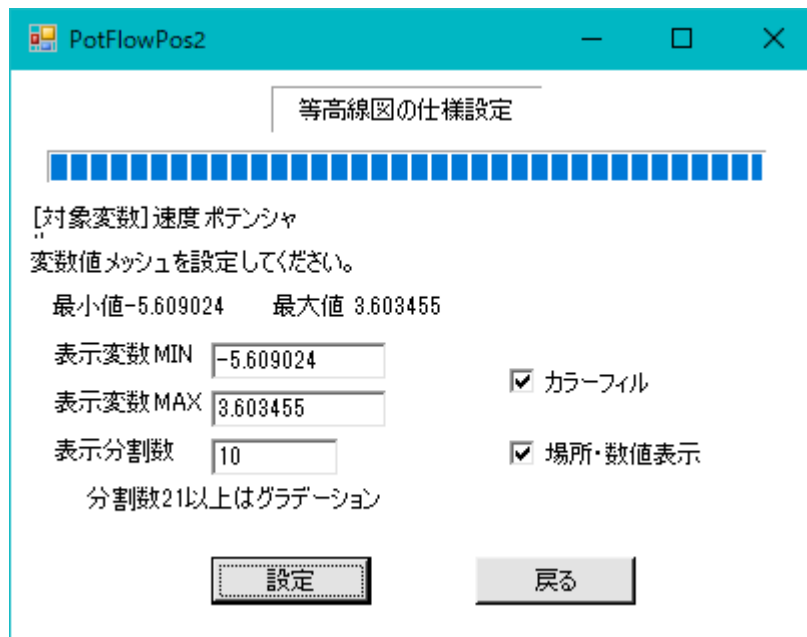 PotFlowPos2
等高線図の仕様設定
[対象変数]速度ポテンシャ
変数値メッシュを設定してください。
最小値-5.609024 最大値 3.603455
表示変数MIN -5.609024
カラーフィル
表示変数MAX 3.603455
表示分割数 10
場所・数値表示
分割数21以上はグラデーション
設定 戻る